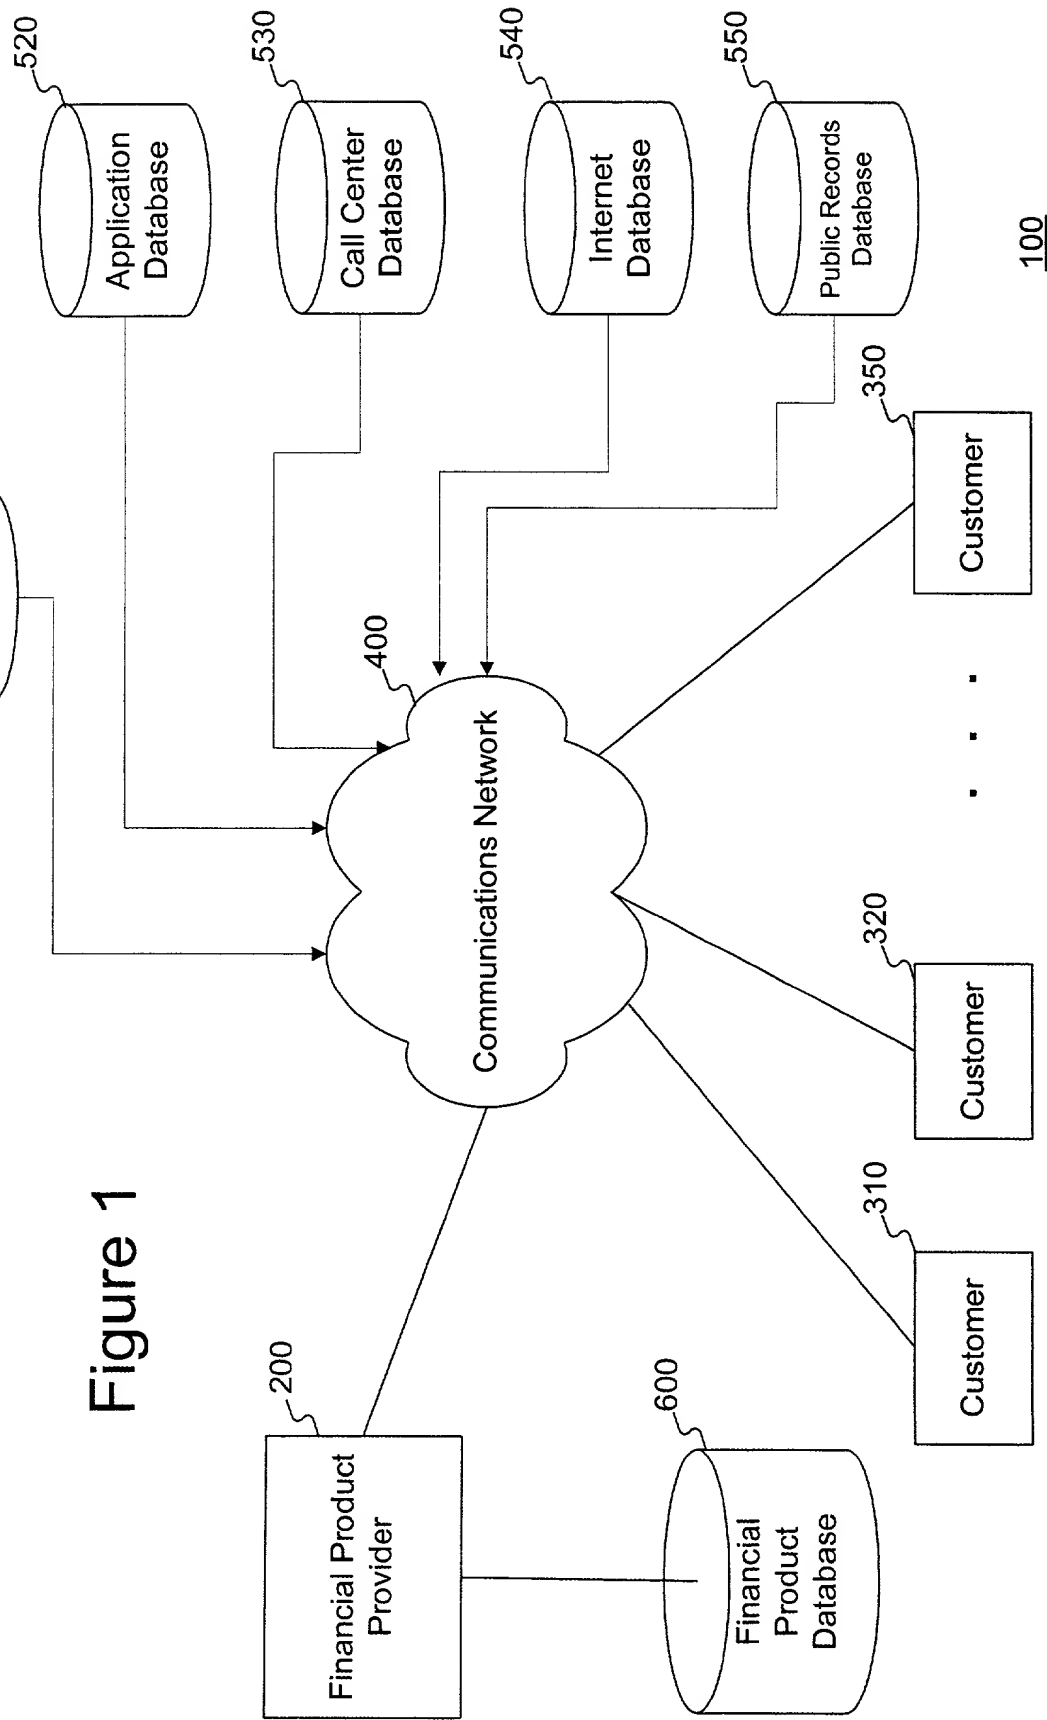 Figure 1
520
Application
Database
530
Call Center
Database
540
Internet
Database
550
Public Records
Database
400
Communications Network
200
Financial Product
Provider
600
Financial
Product
Database
310
Customer
320
Customer
. . .
350
Customer
100